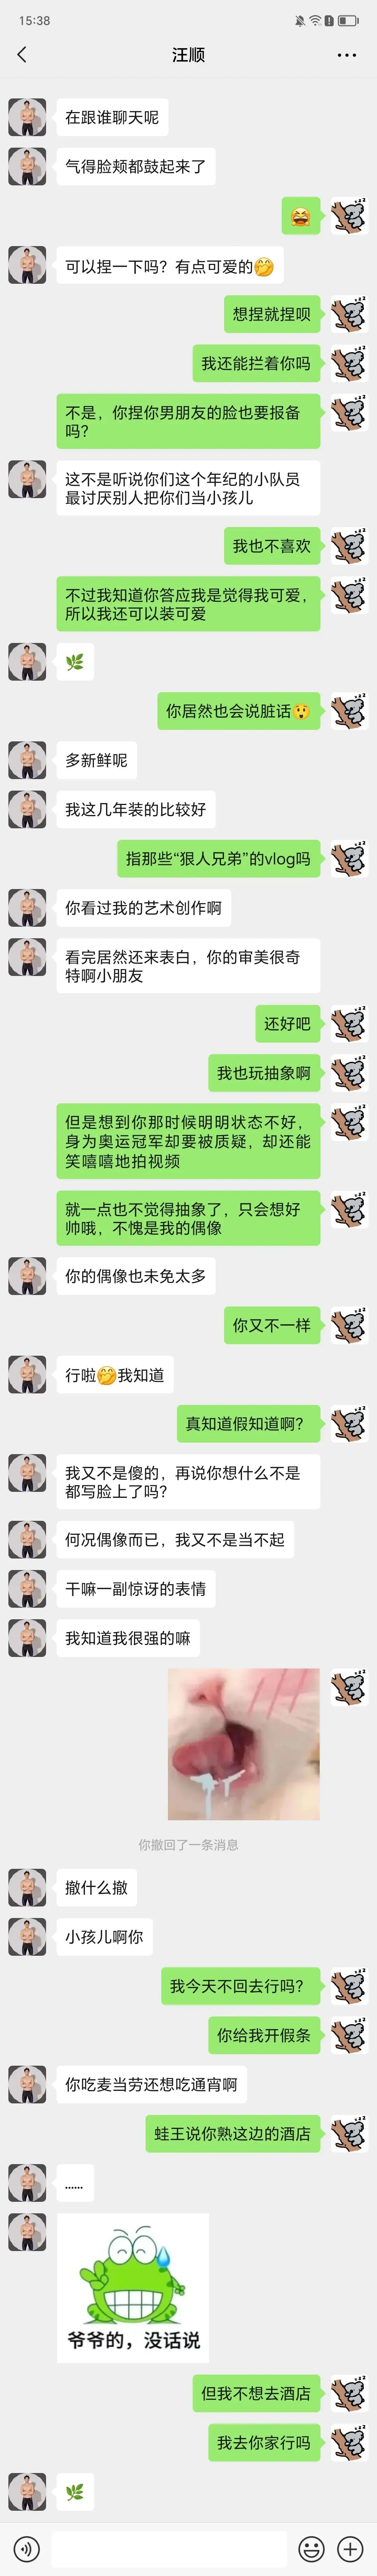 15:38
汪顺
在跟谁聊天呢
气得脸颊都鼓起来了
可以捏一下吗？有点可爱的🤭
想捏就捏呗
我还能拦着你吗
不是，你捏你男朋友的脸也要报备
吗？
这不是听说你们这个年纪的小队员
最讨厌别人把你们当小孩儿
我也不喜欢
不过我知道你答应我是觉得我可爱，
所以我还可以装可爱
🌿
你居然也会说脏话😲
多新鲜呢
我这几年装的比较好
指那些“狠人兄弟”的vlog吗
你看过我的艺术创作啊
看完居然还来表白，你的审美很奇
特啊小朋友
还好吧
我也玩抽象啊
但是想到你那时候明明状态不好，
身为奥运冠军却要被质疑，却还能
笑嘻嘻地拍视频
就一点也不觉得抽象了，只会想好
帅哦，不愧是我的偶像
你的偶像也未免太多
你又不一样
行啦🤭我知道
真知道假知道啊？
我又不是傻的，再说你想什么不是
都写脸上了吗？
何况偶像而已，我又不是当不起
干嘛一副惊讶的表情
我知道我很强的嘛
你撤回了一条消息
撤什么撤
小孩儿啊你
我今天不回去行吗？
你给我开假条
你吃麦当劳还想吃通宵啊
蛙王说你熟这边的酒店
……
爷爷的，没话说
但我不想去酒店
我去你家行吗
🌿